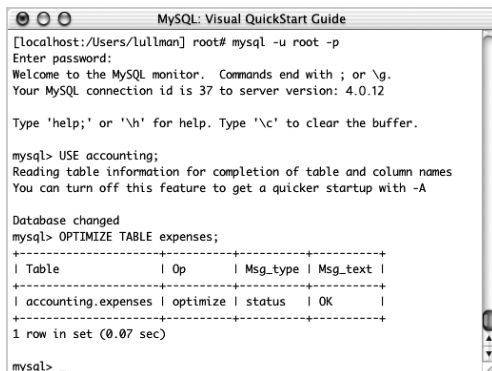 MySQL: Visual QuickStart Guide
[localhost:/Users/lullman] root# mysql -u root -p
Enter password:
Welcome to the MySQL monitor.  Commands end with ; or \g.
Your MySQL connection id is 37 to server version: 4.0.12
Type 'help;' or '\h' for help. Type '\c' to clear the buffer.
mysql> USE accounting;
Reading table information for completion of table and column names
You can turn off this feature to get a quicker startup with -A
Database changed
mysql> OPTIMIZE TABLE expenses;
+---------------------+----------+----------+----------+
| Table               | Op       | Msg_type | Msg_text |
+---------------------+----------+----------+----------+
| accounting.expenses | optimize | status   | OK       |
+---------------------+----------+----------+----------+
1 row in set (0.07 sec)
mysql> _